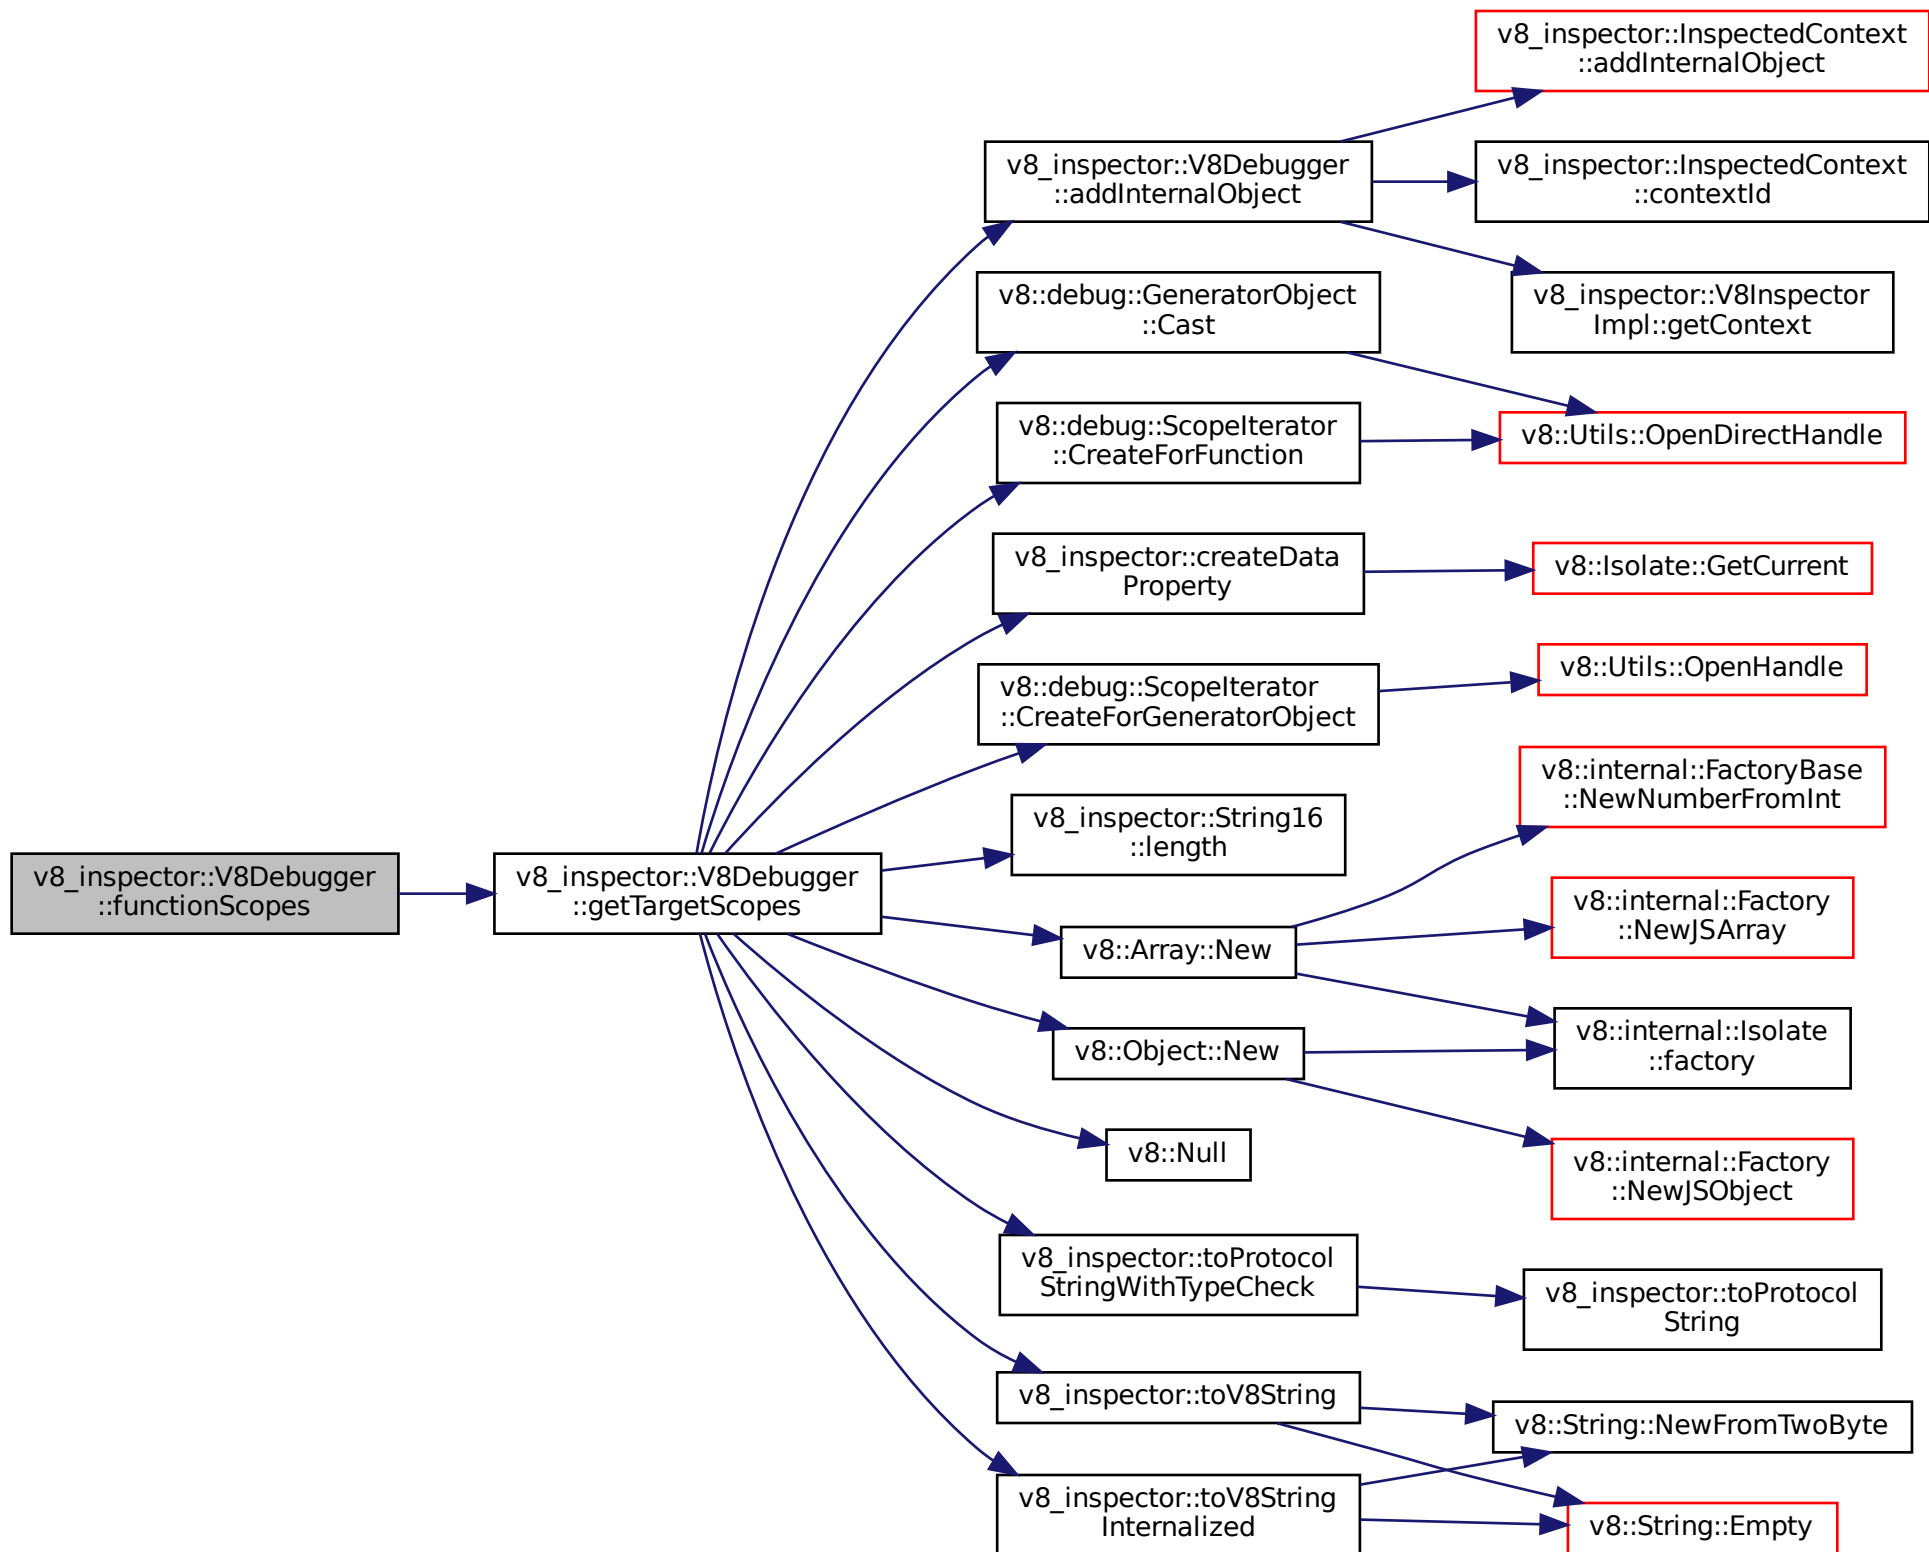 v8_inspector::V8Debugger
::functionScopes
v8_inspector::V8Debugger
::getTargetScopes
v8_inspector::V8Debugger
::addInternalObject
v8::debug::GeneratorObject
::Cast
v8::debug::ScopeIterator
::CreateForFunction
v8_inspector::createData
Property
v8::debug::ScopeIterator
::CreateForGeneratorObject
v8_inspector::String16
::length
v8::Array::New
v8::Object::New
v8::Null
v8_inspector::toProtocol
StringWithTypeCheck
v8_inspector::toV8String
v8_inspector::toV8String
Internalized
v8_inspector::InspectedContext
::addInternalObject
v8_inspector::InspectedContext
::contextId
v8_inspector::V8Inspector
Impl::getContext
v8::Utils::OpenDirectHandle
v8::Isolate::GetCurrent
v8::Utils::OpenHandle
v8::internal::FactoryBase
::NewNumberFromInt
v8::internal::Factory
::NewJSArray
v8::internal::Isolate
::factory
v8::internal::Factory
::NewJSObject
v8_inspector::toProtocol
String
v8::String::NewFromTwoByte
v8::String::Empty